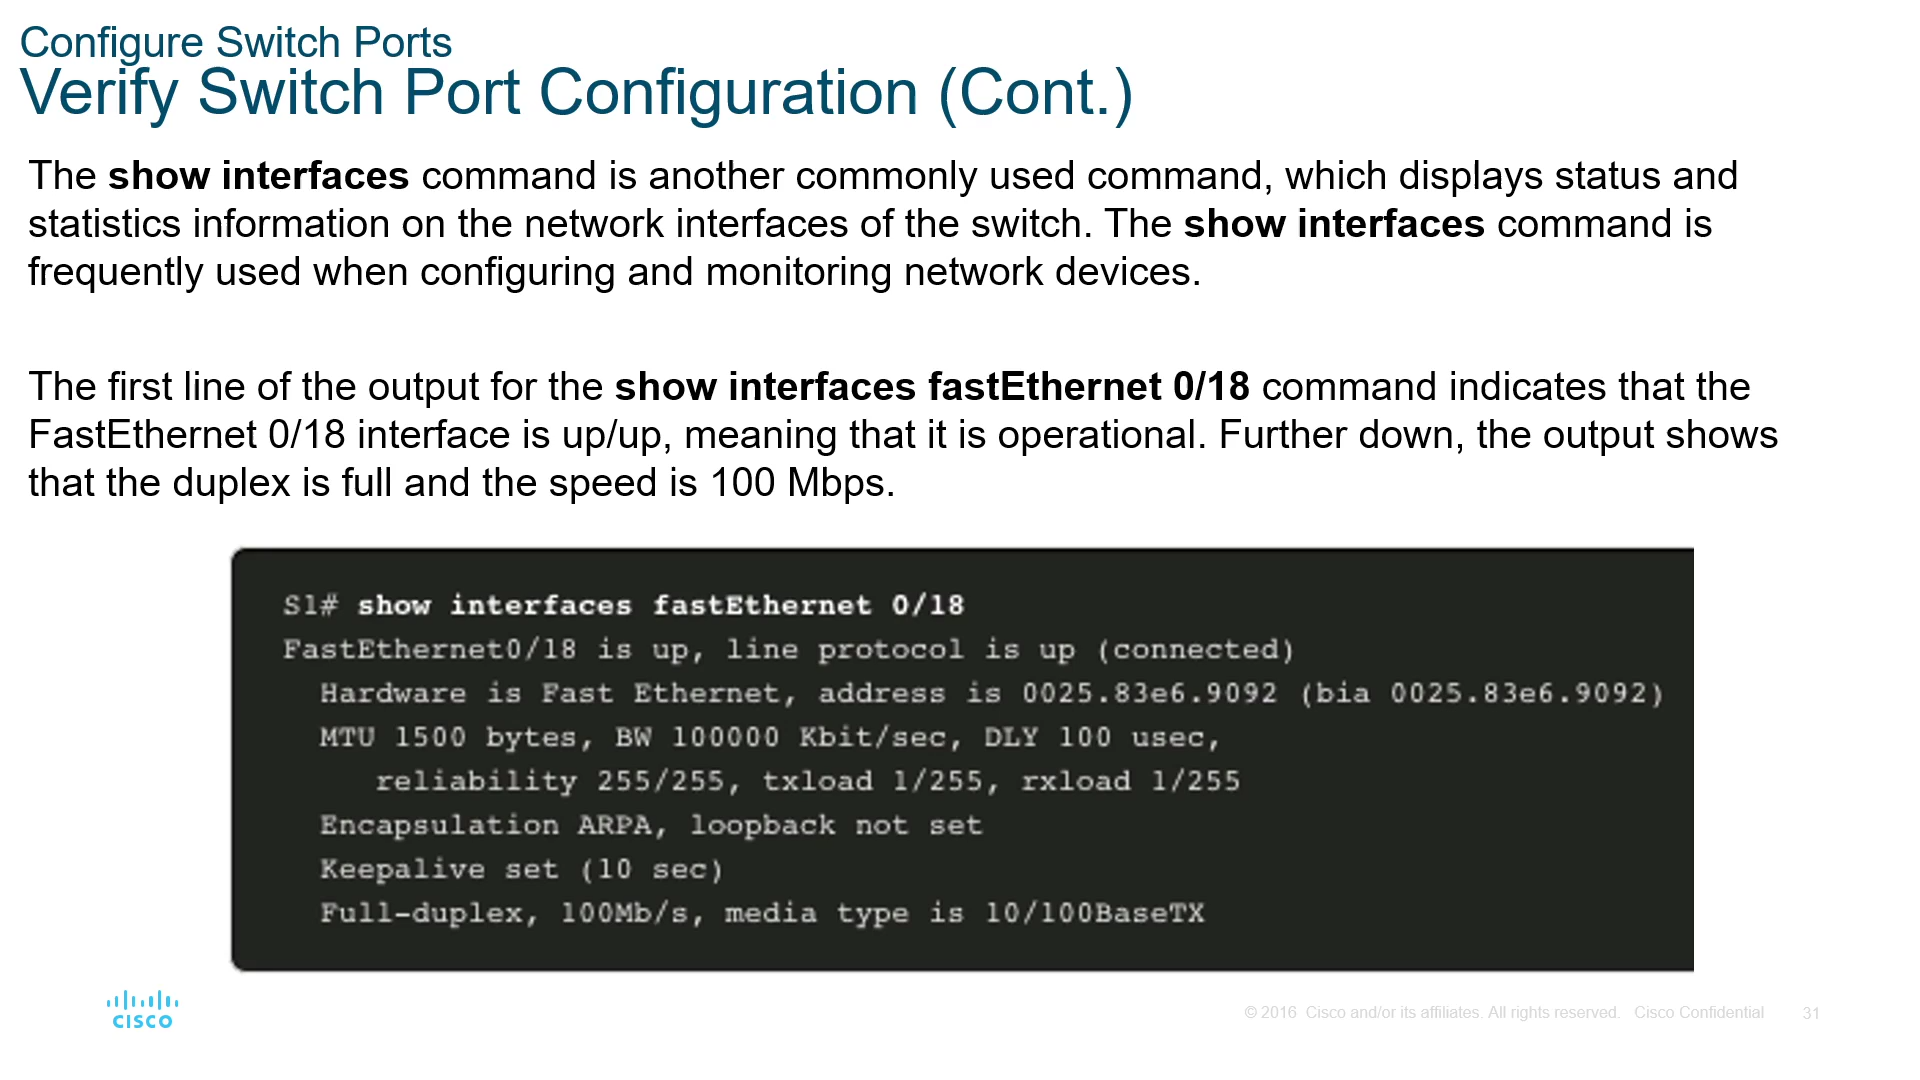 Configure Switch Ports
Verify Switch Port Configuration (Cont.)
The show interfaces command is another commonly used command, which displays status and
statistics information on the network interfaces of the switch. The show interfaces command is
frequently used when configuring and monitoring network devices.
The first line of the output for the show interfaces fastEthernet 0/18 command indicates that the
FastEthernet 0/18 interface is up/up, meaning that it is operational. Further down, the output shows
that the duplex is full and the speed is 100 Mbps.
S1# show interfaces fastEthernet 0/18
FastEthernet0/18 is up, line protocol is up (connected)
Hardware is Fast Ethernet, address is 0025.83e6.9092 (bia 0025.83e6.9092)
MTU 1500 bytes, BW 100000 Kbit/sec, DLY 100 usec,
reliability 255/255, txload 1/255, rxload 1/255
Encapsulation ARPA, loopback not set
Keepalive set (10 sec)
Full-duplex, 100Mb/s, media type is 10/100BaseTX
CISCO
© 2016 Cisco and/or its affiliates. All rights reserved. Cisco Confidential 31